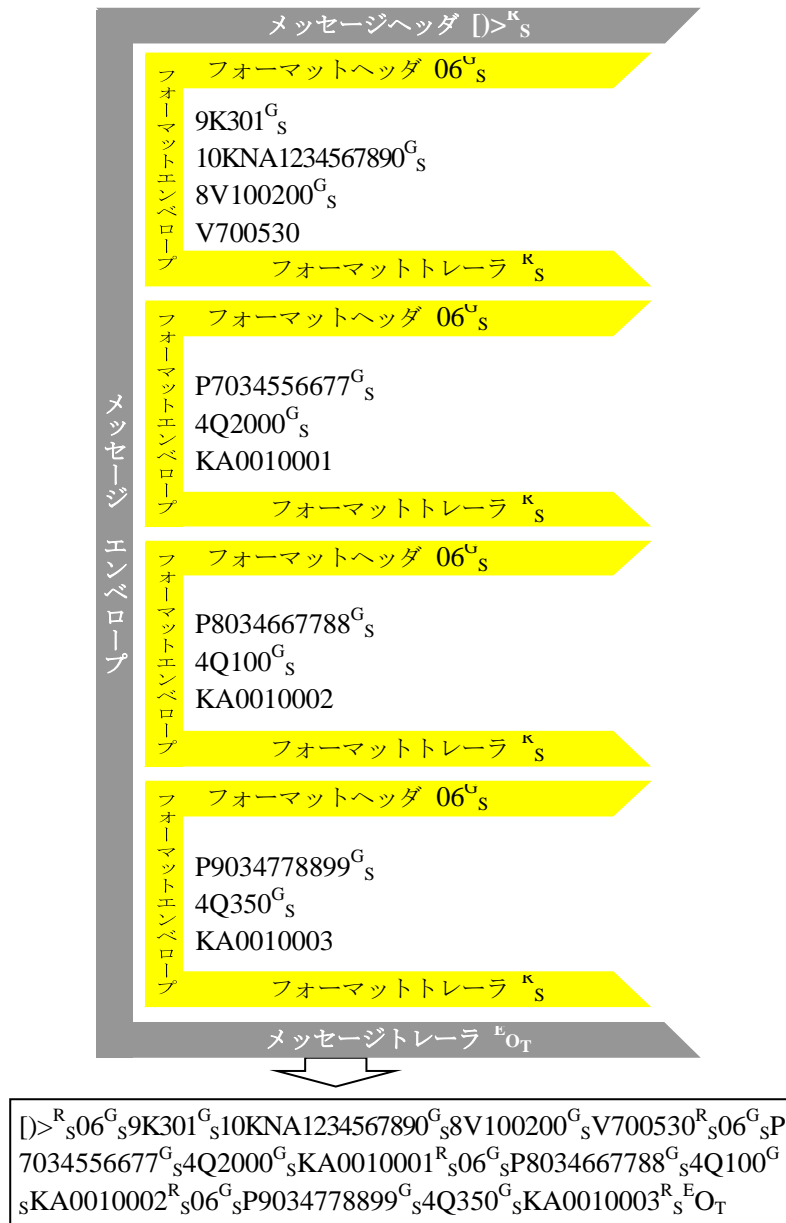 メッセージヘッダ [)>ᴿS
フォーマットヘッダ 06ᴳS
フォーマットエンベロープ
9K301ᴳS
10KNA1234567890ᴳS
8V100200ᴳS
V700530
フォーマットトレーラ ᴿS
フォーマットヘッダ 06ᴳS
フォーマットエンベロープ
P7034556677ᴳS
4Q2000ᴳS
KA0010001
フォーマットトレーラ ᴿS
メッセージ エンベロープ
フォーマットヘッダ 06ᴳS
フォーマットエンベロープ
P8034667788ᴳS
4Q100ᴳS
KA0010002
フォーマットトレーラ ᴿS
フォーマットヘッダ 06ᴳS
フォーマットエンベロープ
P9034778899ᴳS
4Q350ᴳS
KA0010003
フォーマットトレーラ ᴿS
メッセージトレーラ ᴱOT
[)>ᴿS06ᴳS9K301ᴳS10KNA1234567890ᴳS8V100200ᴳSV700530ᴿS06ᴳSP
7034556677ᴳS4Q2000ᴳSKA0010001ᴿS06ᴳSP8034667788ᴳS4Q100ᴳ
SKA0010002ᴿS06ᴳSP9034778899ᴳS4Q350ᴳSKA0010003ᴿSᴱOT